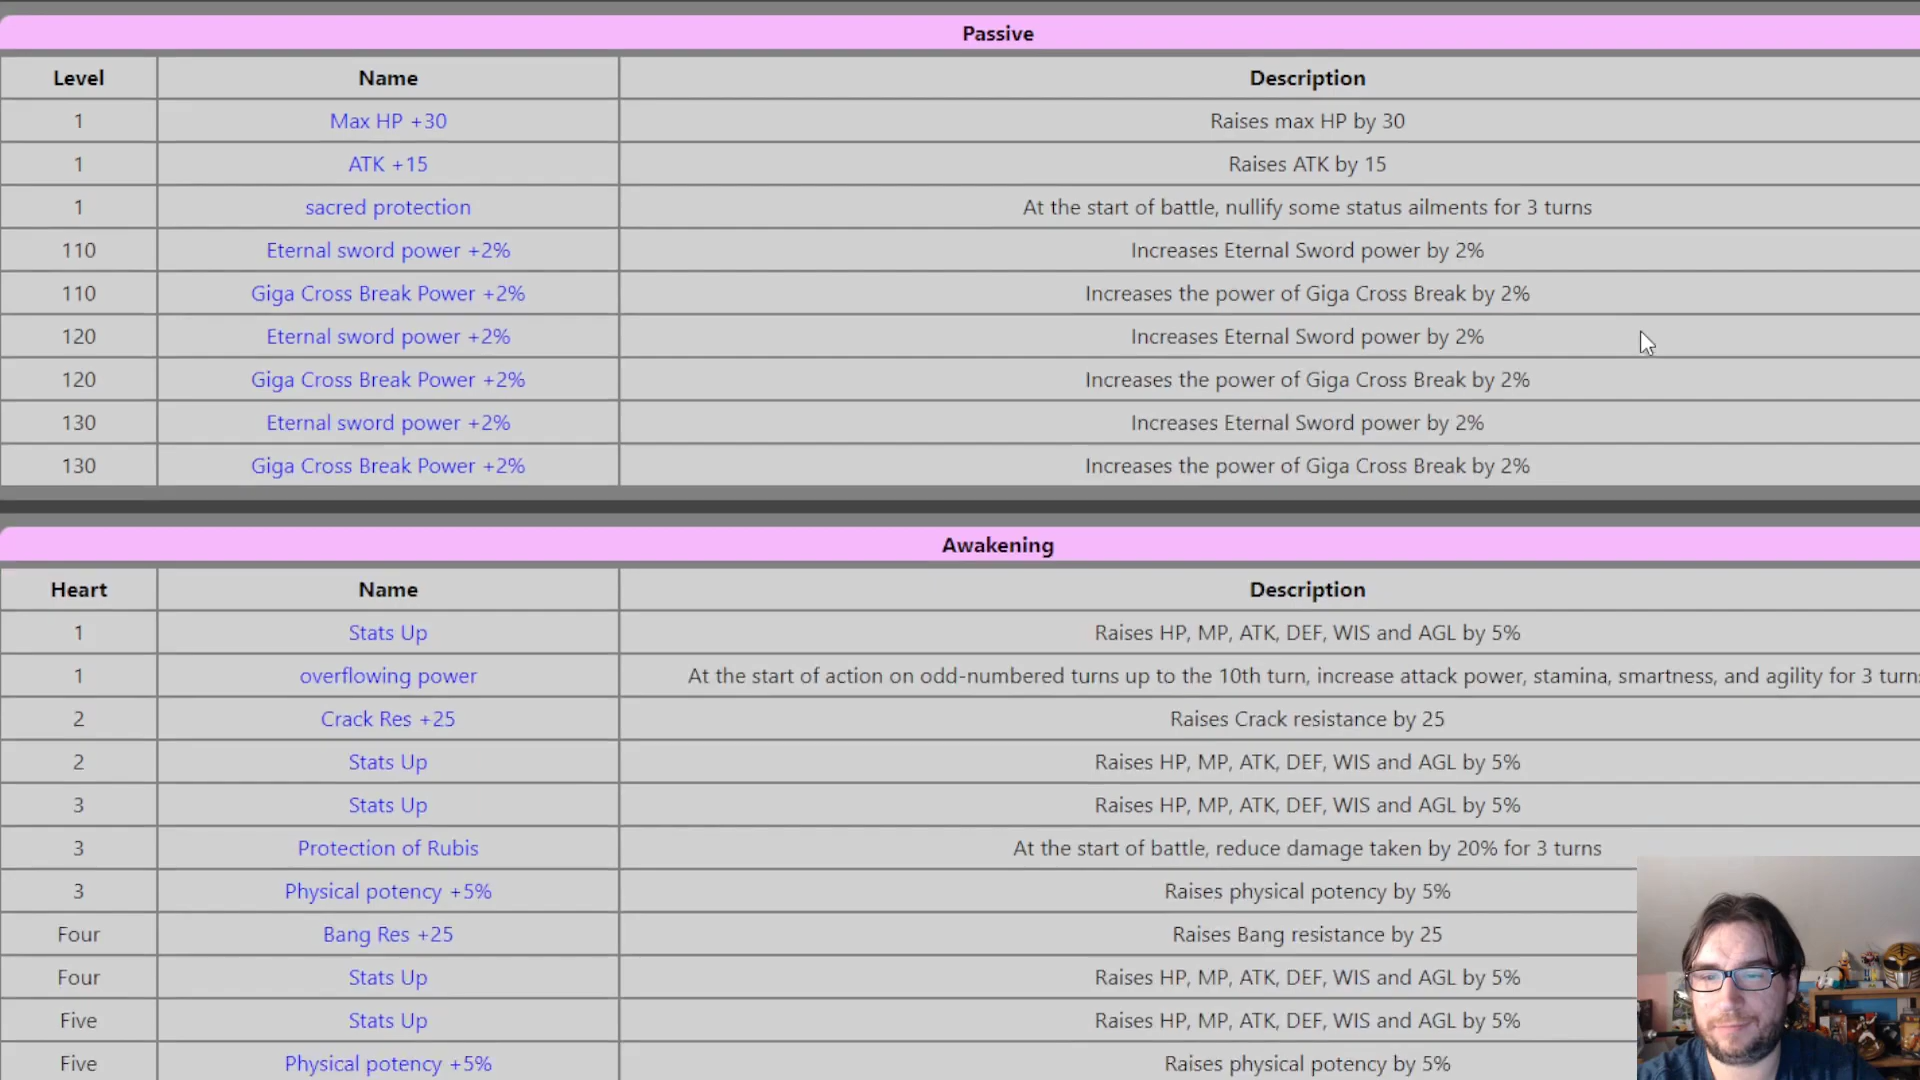 Passive
Level Name Description
1 Max HP +30 Raises max HP by 30
1 ATK +15 Raises ATK by 15
1 sacred protection At the start of battle, nullify some status ailments for 3 turns
110 Eternal sword power +2% Increases Eternal Sword power by 2%
110 Giga Cross Break Power +2% Increases the power of Giga Cross Break by 2%
120 Eternal sword power +2% Increases Eternal Sword power by 2%
120 Giga Cross Break Power +2% Increases the power of Giga Cross Break by 2%
130 Eternal sword power +2% Increases Eternal Sword power by 2%
130 Giga Cross Break Power +2% Increases the power of Giga Cross Break by 2%
Awakening
Heart Name Description
1 Stats Up Raises HP, MP, ATK, DEF, WIS and AGL by 5%
1 overflowing power At the start of action on odd-numbered turns up to the 10th turn, increase attack power, stamina, smartness, and agility for 3 turns
2 Crack Res +25 Raises Crack resistance by 25
2 Stats Up Raises HP, MP, ATK, DEF, WIS and AGL by 5%
3 Stats Up Raises HP, MP, ATK, DEF, WIS and AGL by 5%
3 Protection of Rubis At the start of battle, reduce damage taken by 20% for 3 turns
3 Physical potency +5% Raises physical potency by 5%
Four Bang Res +25 Raises Bang resistance by 25
Four Stats Up Raises HP, MP, ATK, DEF, WIS and AGL by 5%
Five Stats Up Raises HP, MP, ATK, DEF, WIS and AGL by 5%
Five Physical potency +5% Raises physical potency by 5%